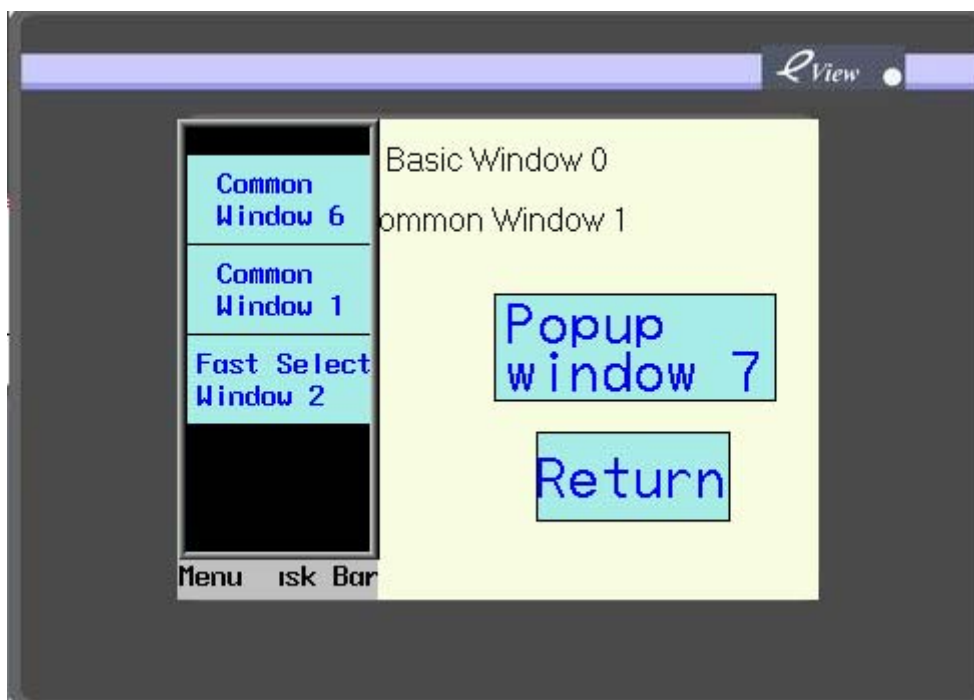 eView
Basic Window 0
ommon Window 1
Common
Window 6
Common
Window 1
Fast Select
Window 2
Popup
window 7
Return
Menu sk Bar